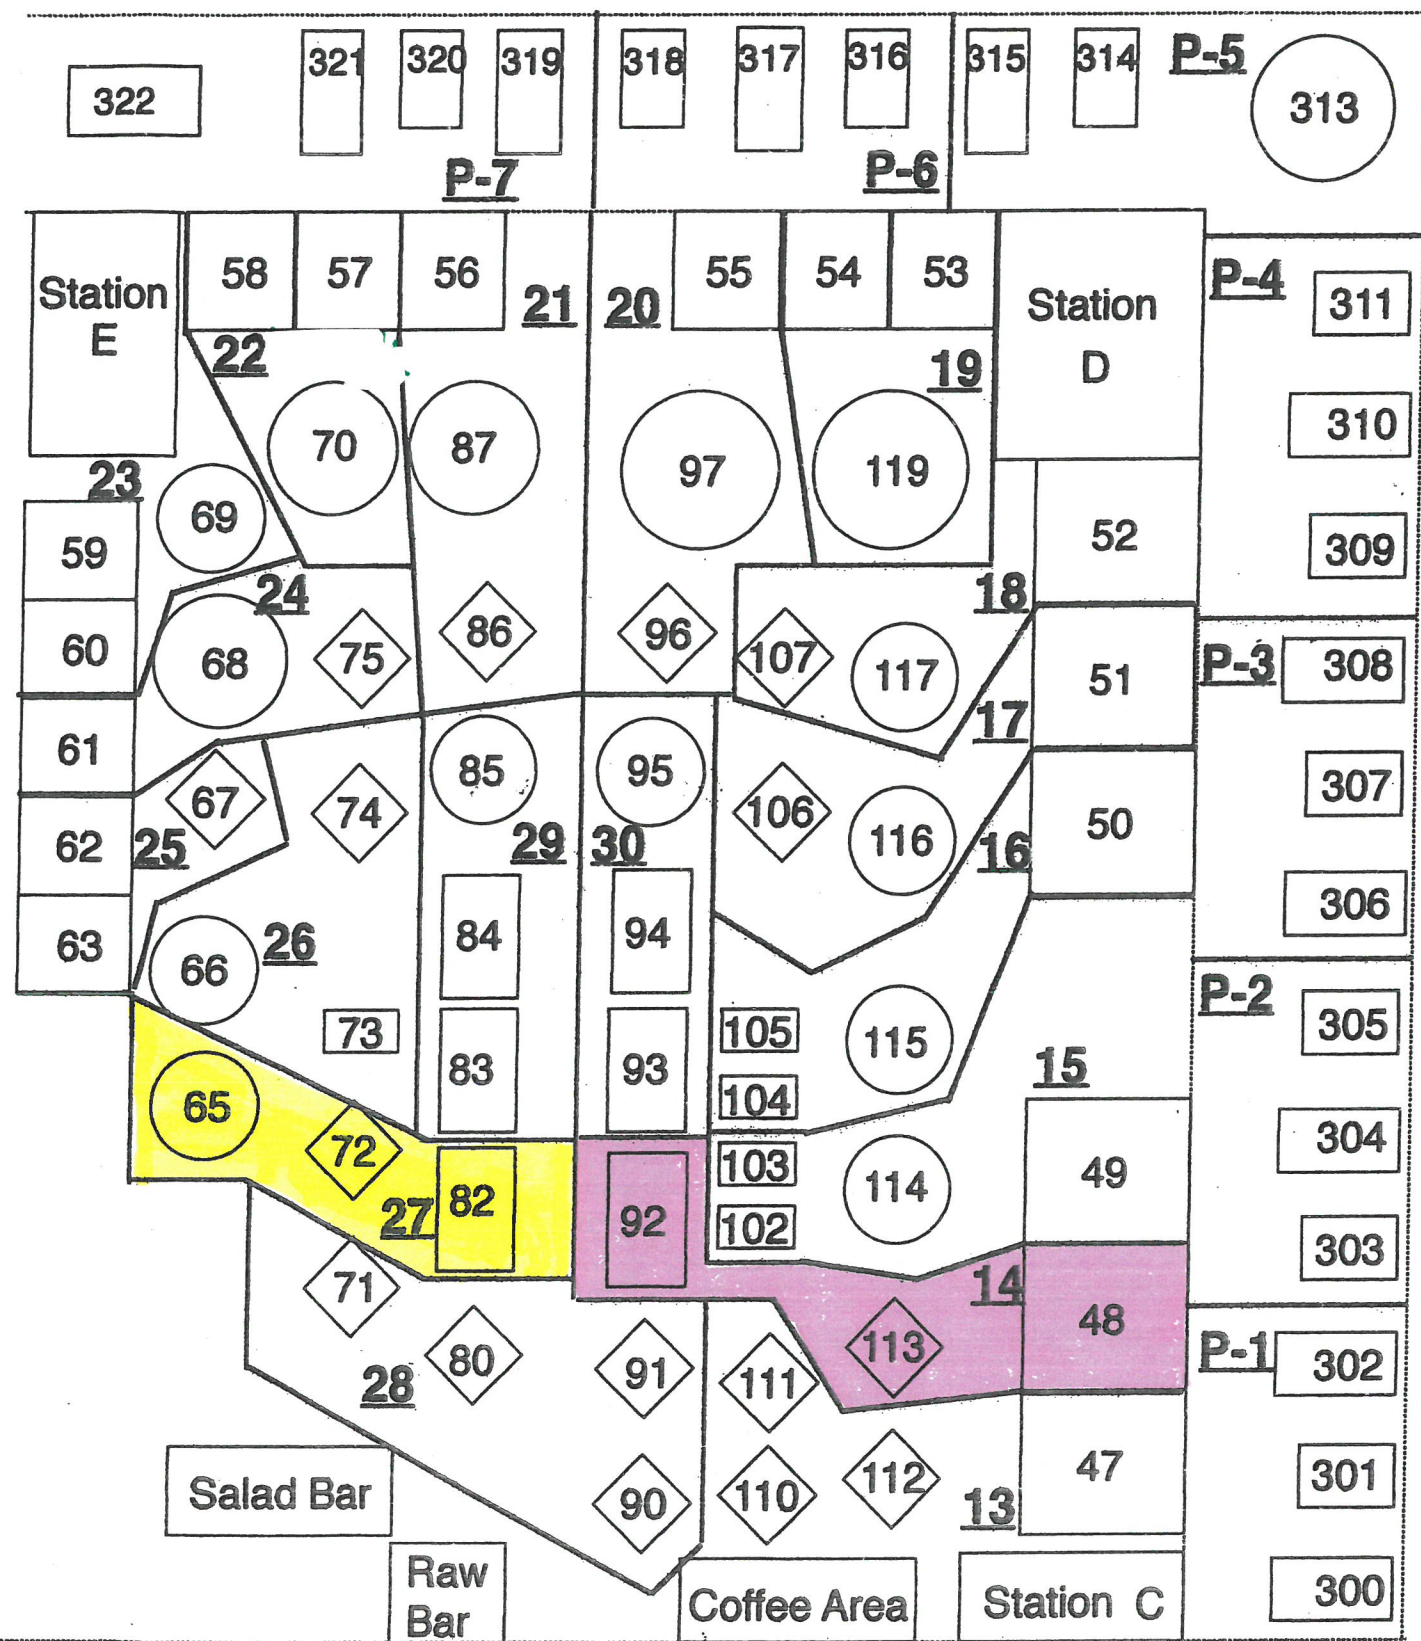 321 320 319 318 317 316 315 314 P-5
322 313
P-7 P-6
58 57 56 55 54 53 P-4
Station
E
21 20 Station
D
311
22 19
310
70 87 97 119
23
69 52 309
59
24 18
60 68 75 86 96 107 117 51 P-3 308
17
61 85 95
67 74 106 116 50 307
62 25 29 30 16
63 66 26 84 94 306
P-2
73 83 93 105 115 305
104 15
65 72 103 49 304
27 82 92 102 114
303
71 14
80 91 111 113 48 P-1 302
28
Salad Bar 90 110 112 47 301
13
Raw
Bar
Coffee Area Station C 300